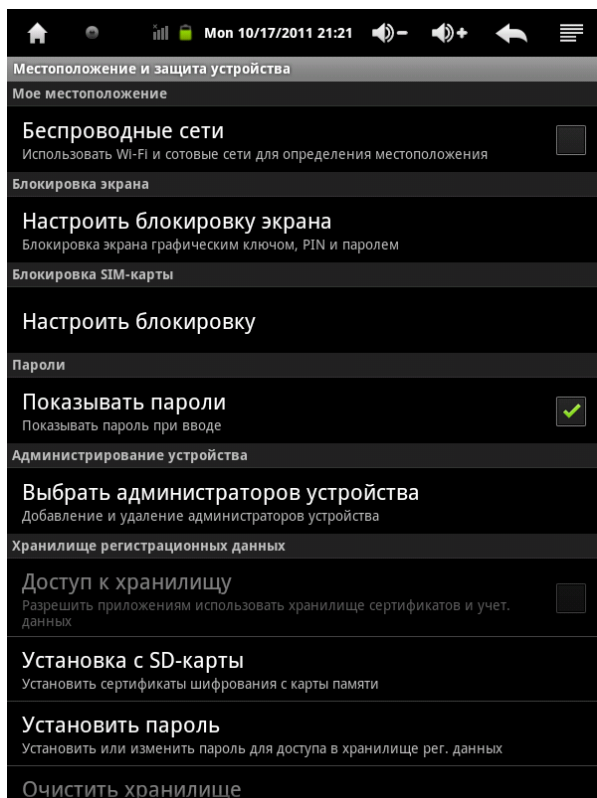 Mon 10/17/2011 21:21
Местоположение и защита устройства
Мое местоположение
Беспроводные сети
Использовать Wi-Fi и сотовые сети для определения местоположения
Блокировка экрана
Настроить блокировку экрана
Блокировка экрана графическим ключом, PIN и паролем
Блокировка SIM-карты
Настроить блокировку
Пароли
Показывать пароли
Показывать пароль при вводе
Администрирование устройства
Выбрать администраторов устройства
Добавление и удаление администраторов устройства
Хранилище регистрационных данных
Доступ к хранилищу
Разрешить приложениям использовать хранилище сертификатов и учет.
данных
Установка с SD-карты
Установить сертификаты шифрования с карты памяти
Установить пароль
Установить или изменить пароль для доступа в хранилище рег. данных
Очистить хранилище